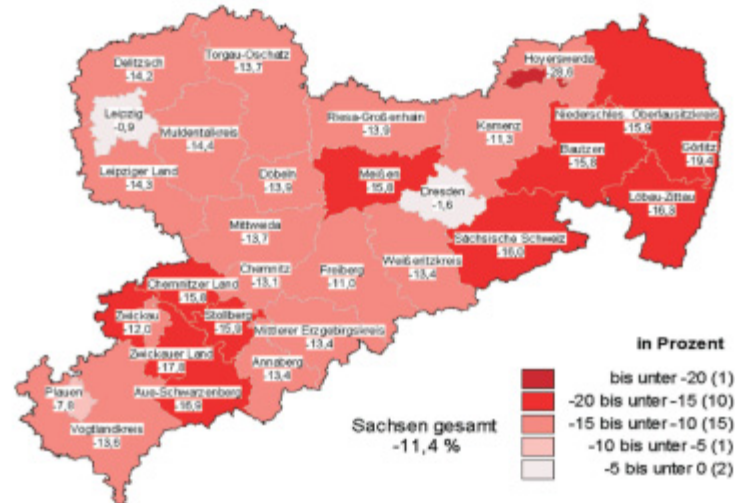 Delitzsch
-14,2
Torgau-Oschatz
-13,7
Hoyerswerda
-28,6
Leipzig
-0,9
Muldentalkreis
-14,4
Riesa-Großenhain
-13,9
Kamenz
-11,3
Niederschles. Oberlausitzkreis
-15,9
Leipziger Land
-14,3
Döbeln
-13,9
Meißen
-15,8
Dresden
-1,6
Bautzen
-15,8
Görlitz
-19,4
Löbau-Zittau
-16,3
Mittweida
-13,7
Sächsische Schweiz
-16,0
Chemnitz
-13,1
Freiberg
-11,0
Weißeritzkreis
-13,4
Chemnitzer Land
-15,8
Zwickau
-12,0
Stollberg
-15,9
Mittlerer Erzgebirgskreis
-13,4
Zwickauer Land
-17,8
Annaberg
-13,4
Plauen
-7,8
Aue-Schwarzenberg
-16,9
Vogtlandkreis
-13,6
Sachsen gesamt
-11,4 %
in Prozent
bis unter -20 (1)
-20 bis unter -15 (10)
-15 bis unter -10 (15)
-10 bis unter -5 (1)
-5 bis unter 0 (2)